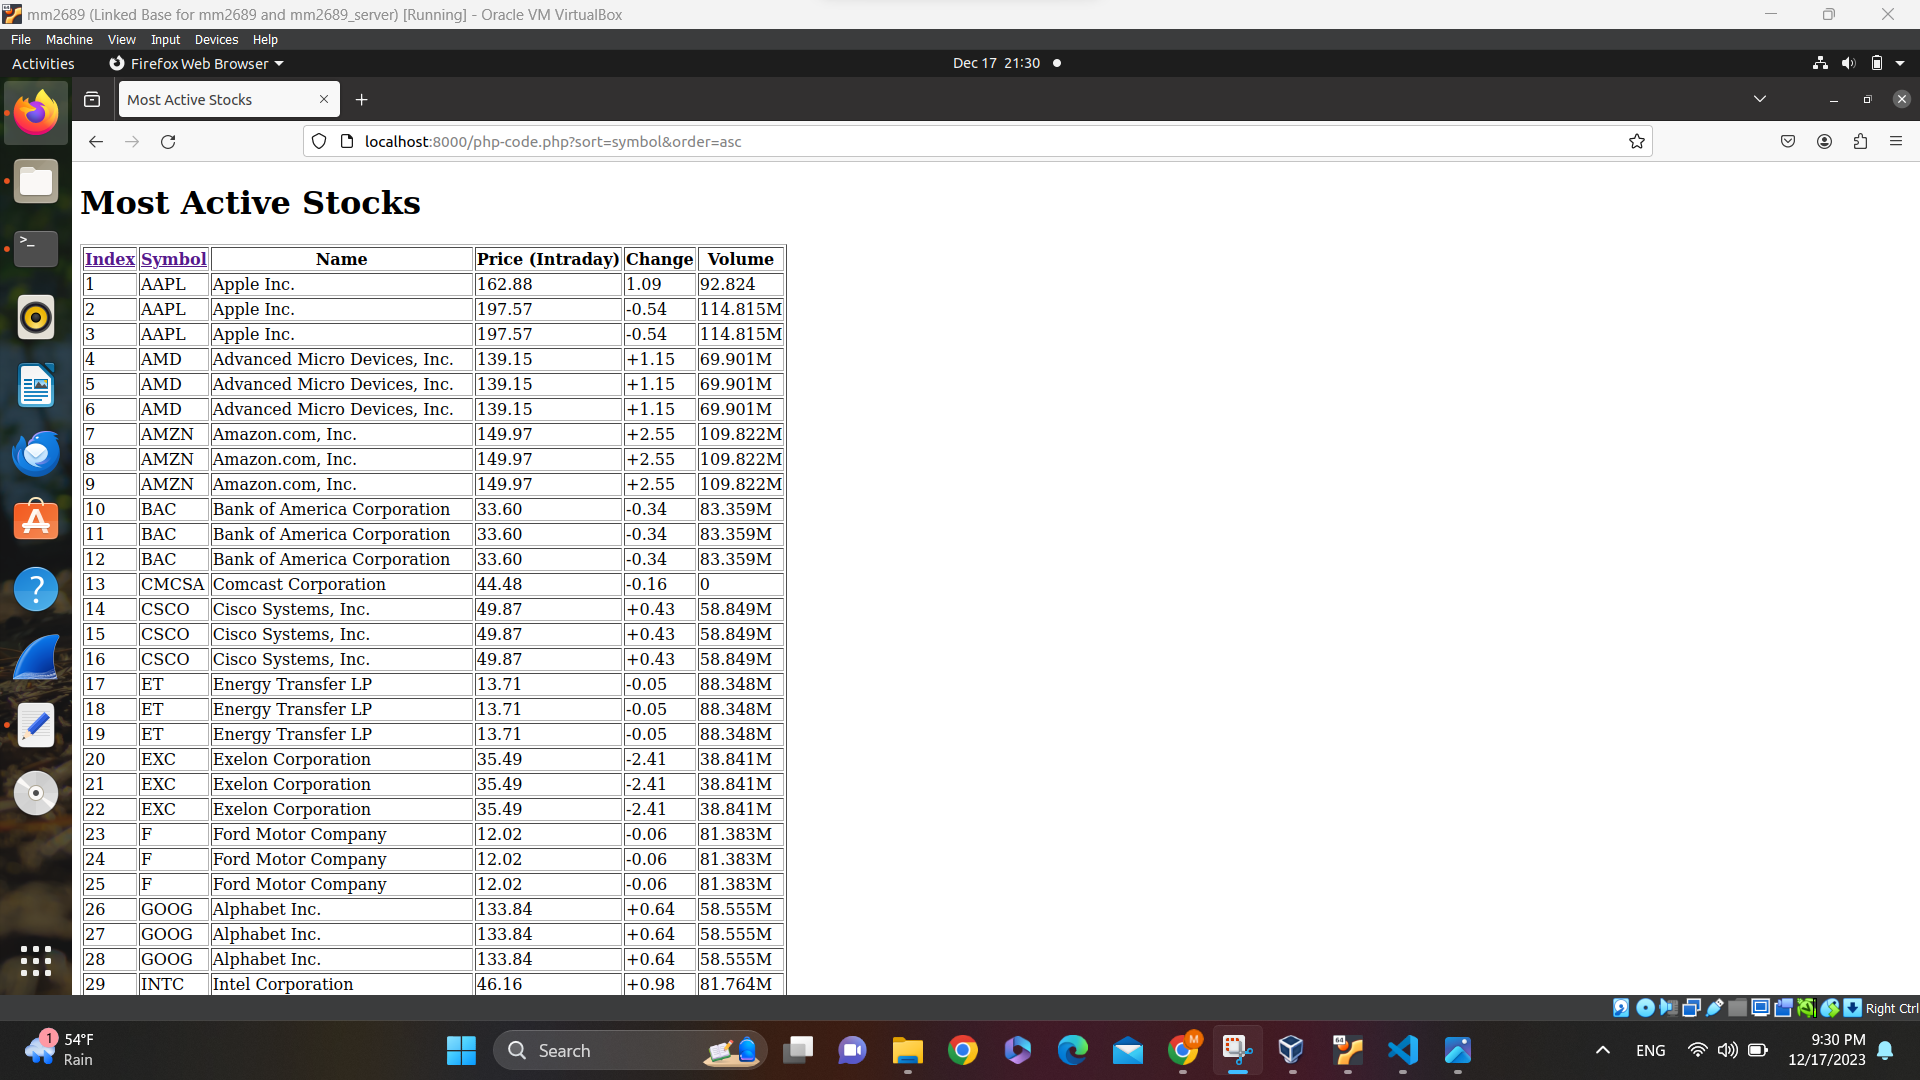 mm2689 (Linked Base for mm2689 and mm2689_server) [Running] - Oracle VM VirtualBox
File Machine View Input Devices Help
Activities Firefox Web Browser Dec 17 21:30
Most Active Stocks
localhost:8000/php-code.php?sort=symbol&order=asc
Most Active Stocks
Index Symbol Name Price (Intraday) Change Volume
1 AAPL Apple Inc. 162.88 1.09 92.824
2 AAPL Apple Inc. 197.57 -0.54 114.815M
3 AAPL Apple Inc. 197.57 -0.54 114.815M
4 AMD Advanced Micro Devices, Inc. 139.15 +1.15 69.901M
5 AMD Advanced Micro Devices, Inc. 139.15 +1.15 69.901M
6 AMD Advanced Micro Devices, Inc. 139.15 +1.15 69.901M
7 AMZN Amazon.com, Inc. 149.97 +2.55 109.822M
8 AMZN Amazon.com, Inc. 149.97 +2.55 109.822M
9 AMZN Amazon.com, Inc. 149.97 +2.55 109.822M
10 BAC Bank of America Corporation 33.60 -0.34 83.359M
11 BAC Bank of America Corporation 33.60 -0.34 83.359M
12 BAC Bank of America Corporation 33.60 -0.34 83.359M
13 CMCSA Comcast Corporation 44.48 -0.16 0
14 CSCO Cisco Systems, Inc. 49.87 +0.43 58.849M
15 CSCO Cisco Systems, Inc. 49.87 +0.43 58.849M
16 CSCO Cisco Systems, Inc. 49.87 +0.43 58.849M
17 ET Energy Transfer LP 13.71 -0.05 88.348M
18 ET Energy Transfer LP 13.71 -0.05 88.348M
19 ET Energy Transfer LP 13.71 -0.05 88.348M
20 EXC Exelon Corporation 35.49 -2.41 38.841M
21 EXC Exelon Corporation 35.49 -2.41 38.841M
22 EXC Exelon Corporation 35.49 -2.41 38.841M
23 F Ford Motor Company 12.02 -0.06 81.383M
24 F Ford Motor Company 12.02 -0.06 81.383M
25 F Ford Motor Company 12.02 -0.06 81.383M
26 GOOG Alphabet Inc. 133.84 +0.64 58.555M
27 GOOG Alphabet Inc. 133.84 +0.64 58.555M
28 GOOG Alphabet Inc. 133.84 +0.64 58.555M
29 INTC Intel Corporation 46.16 +0.98 81.764M
Right Ctrl
1 54°F
Rain
Search
M
64
ENG
9:30 PM
12/17/2023